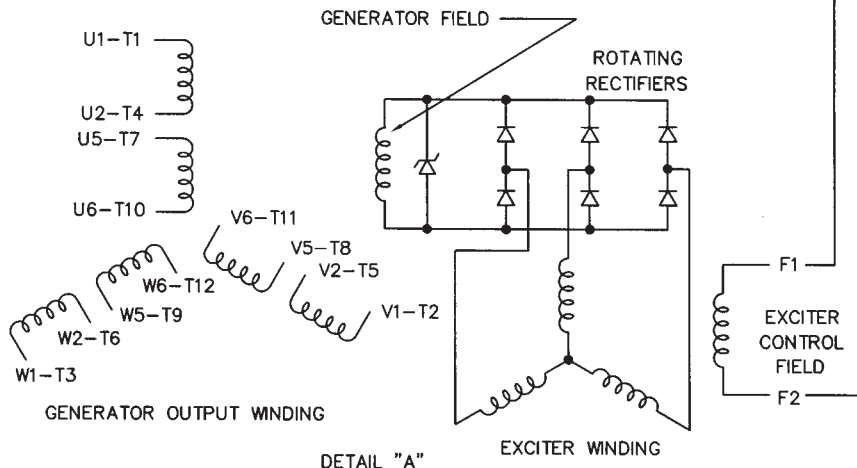 GENERATOR FIELD
U1-T1
ROTATING
RECTIFIERS
U2-T4
U5-T7
U6-T10
V6-T11
V5-T8
V2-T5
W6-T12
W5-T9
V1-T2
W2-T6
W1-T3
F1
EXCITER
CONTROL
FIELD
F2
GENERATOR OUTPUT WINDING
EXCITER WINDING
DETAIL "A"